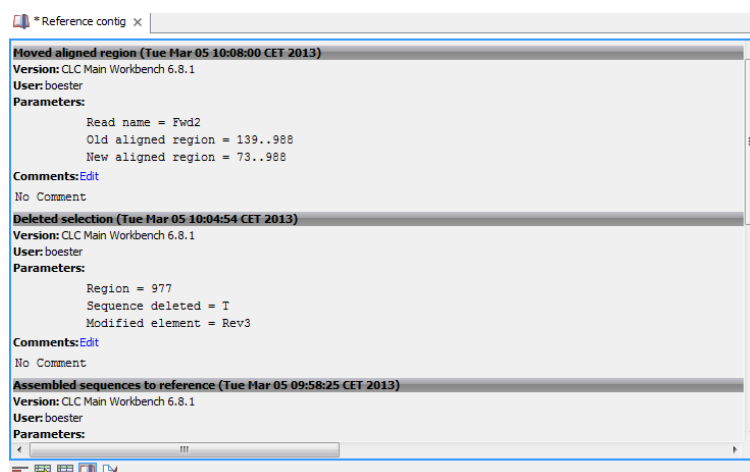 * Reference contig
Moved aligned region (Tue Mar 05 10:08:00 CET 2013)
Version: CLC Main Workbench 6.8.1
User: boester
Parameters:
Read name = Fwd2
Old aligned region = 139..988
New aligned region = 73..988
Comments:Edit
No Comment
Deleted selection (Tue Mar 05 10:04:54 CET 2013)
Version: CLC Main Workbench 6.8.1
User: boester
Parameters:
Region = 977
Sequence deleted = T
Modified element = Rev3
Comments:Edit
No Comment
Assembled sequences to reference (Tue Mar 05 09:58:25 CET 2013)
Version: CLC Main Workbench 6.8.1
User: boester
Parameters: